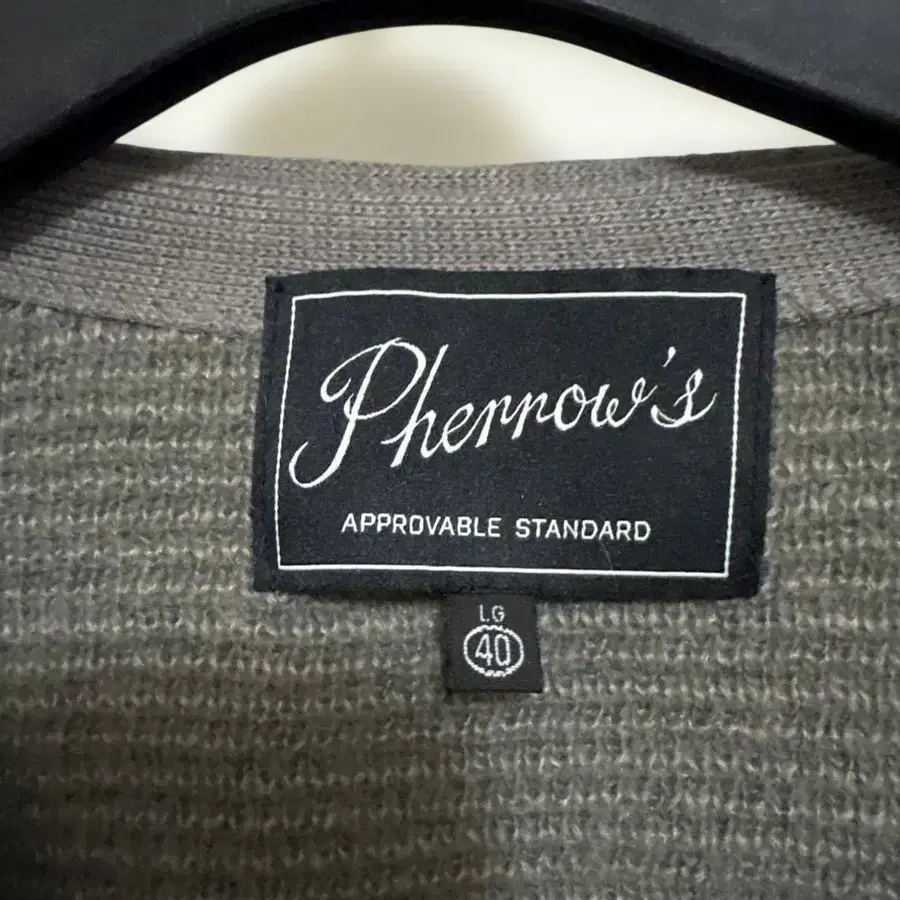 Pherrow's
APPROVABLE STANDARD
LG
40